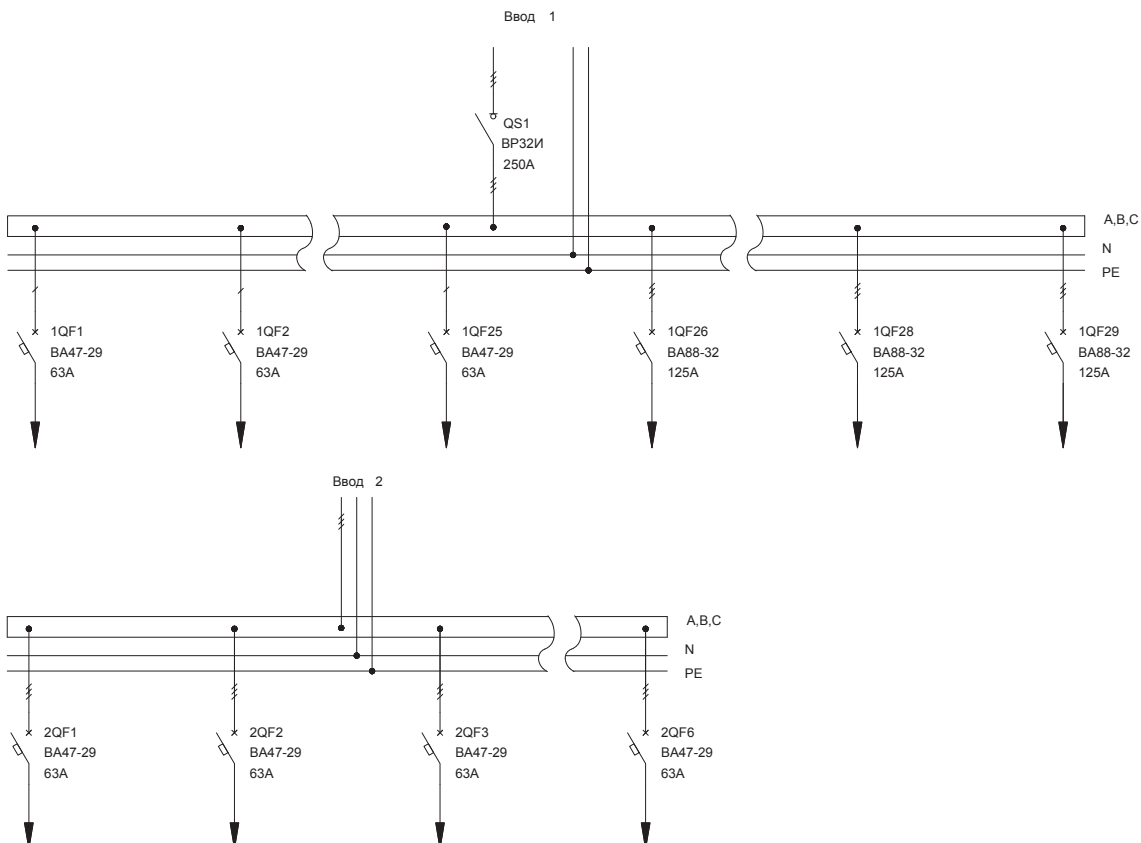 Ввод 1
QS1
ВР32И
250А
A,B,C
N
PE
1QF1
ВА47-29
63А
1QF2
ВА47-29
63А
1QF25
ВА47-29
63А
1QF26
ВА88-32
125А
1QF28
ВА88-32
125А
1QF29
ВА88-32
125А
Ввод 2
A,B,C
N
PE
2QF1
ВА47-29
63А
2QF2
ВА47-29
63А
2QF3
ВА47-29
63А
2QF6
ВА47-29
63А